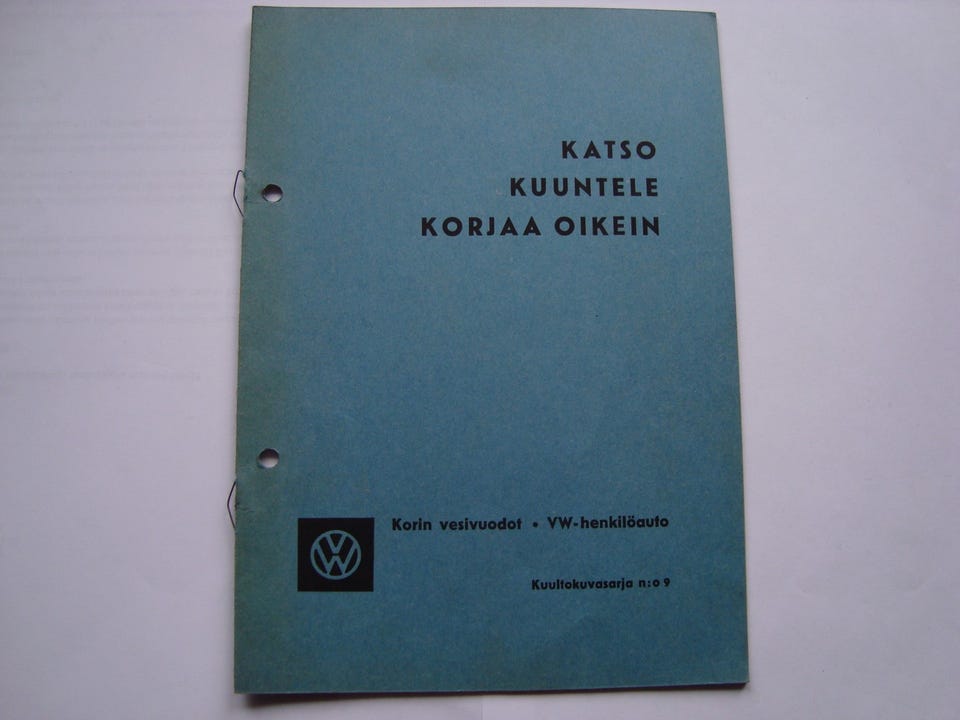 KATSO
KUUNTELE
KORJAA OIKEIN
Korin vesivuodot • VW-henkilöauto
Kuultokuvasarja n:o 9
VW